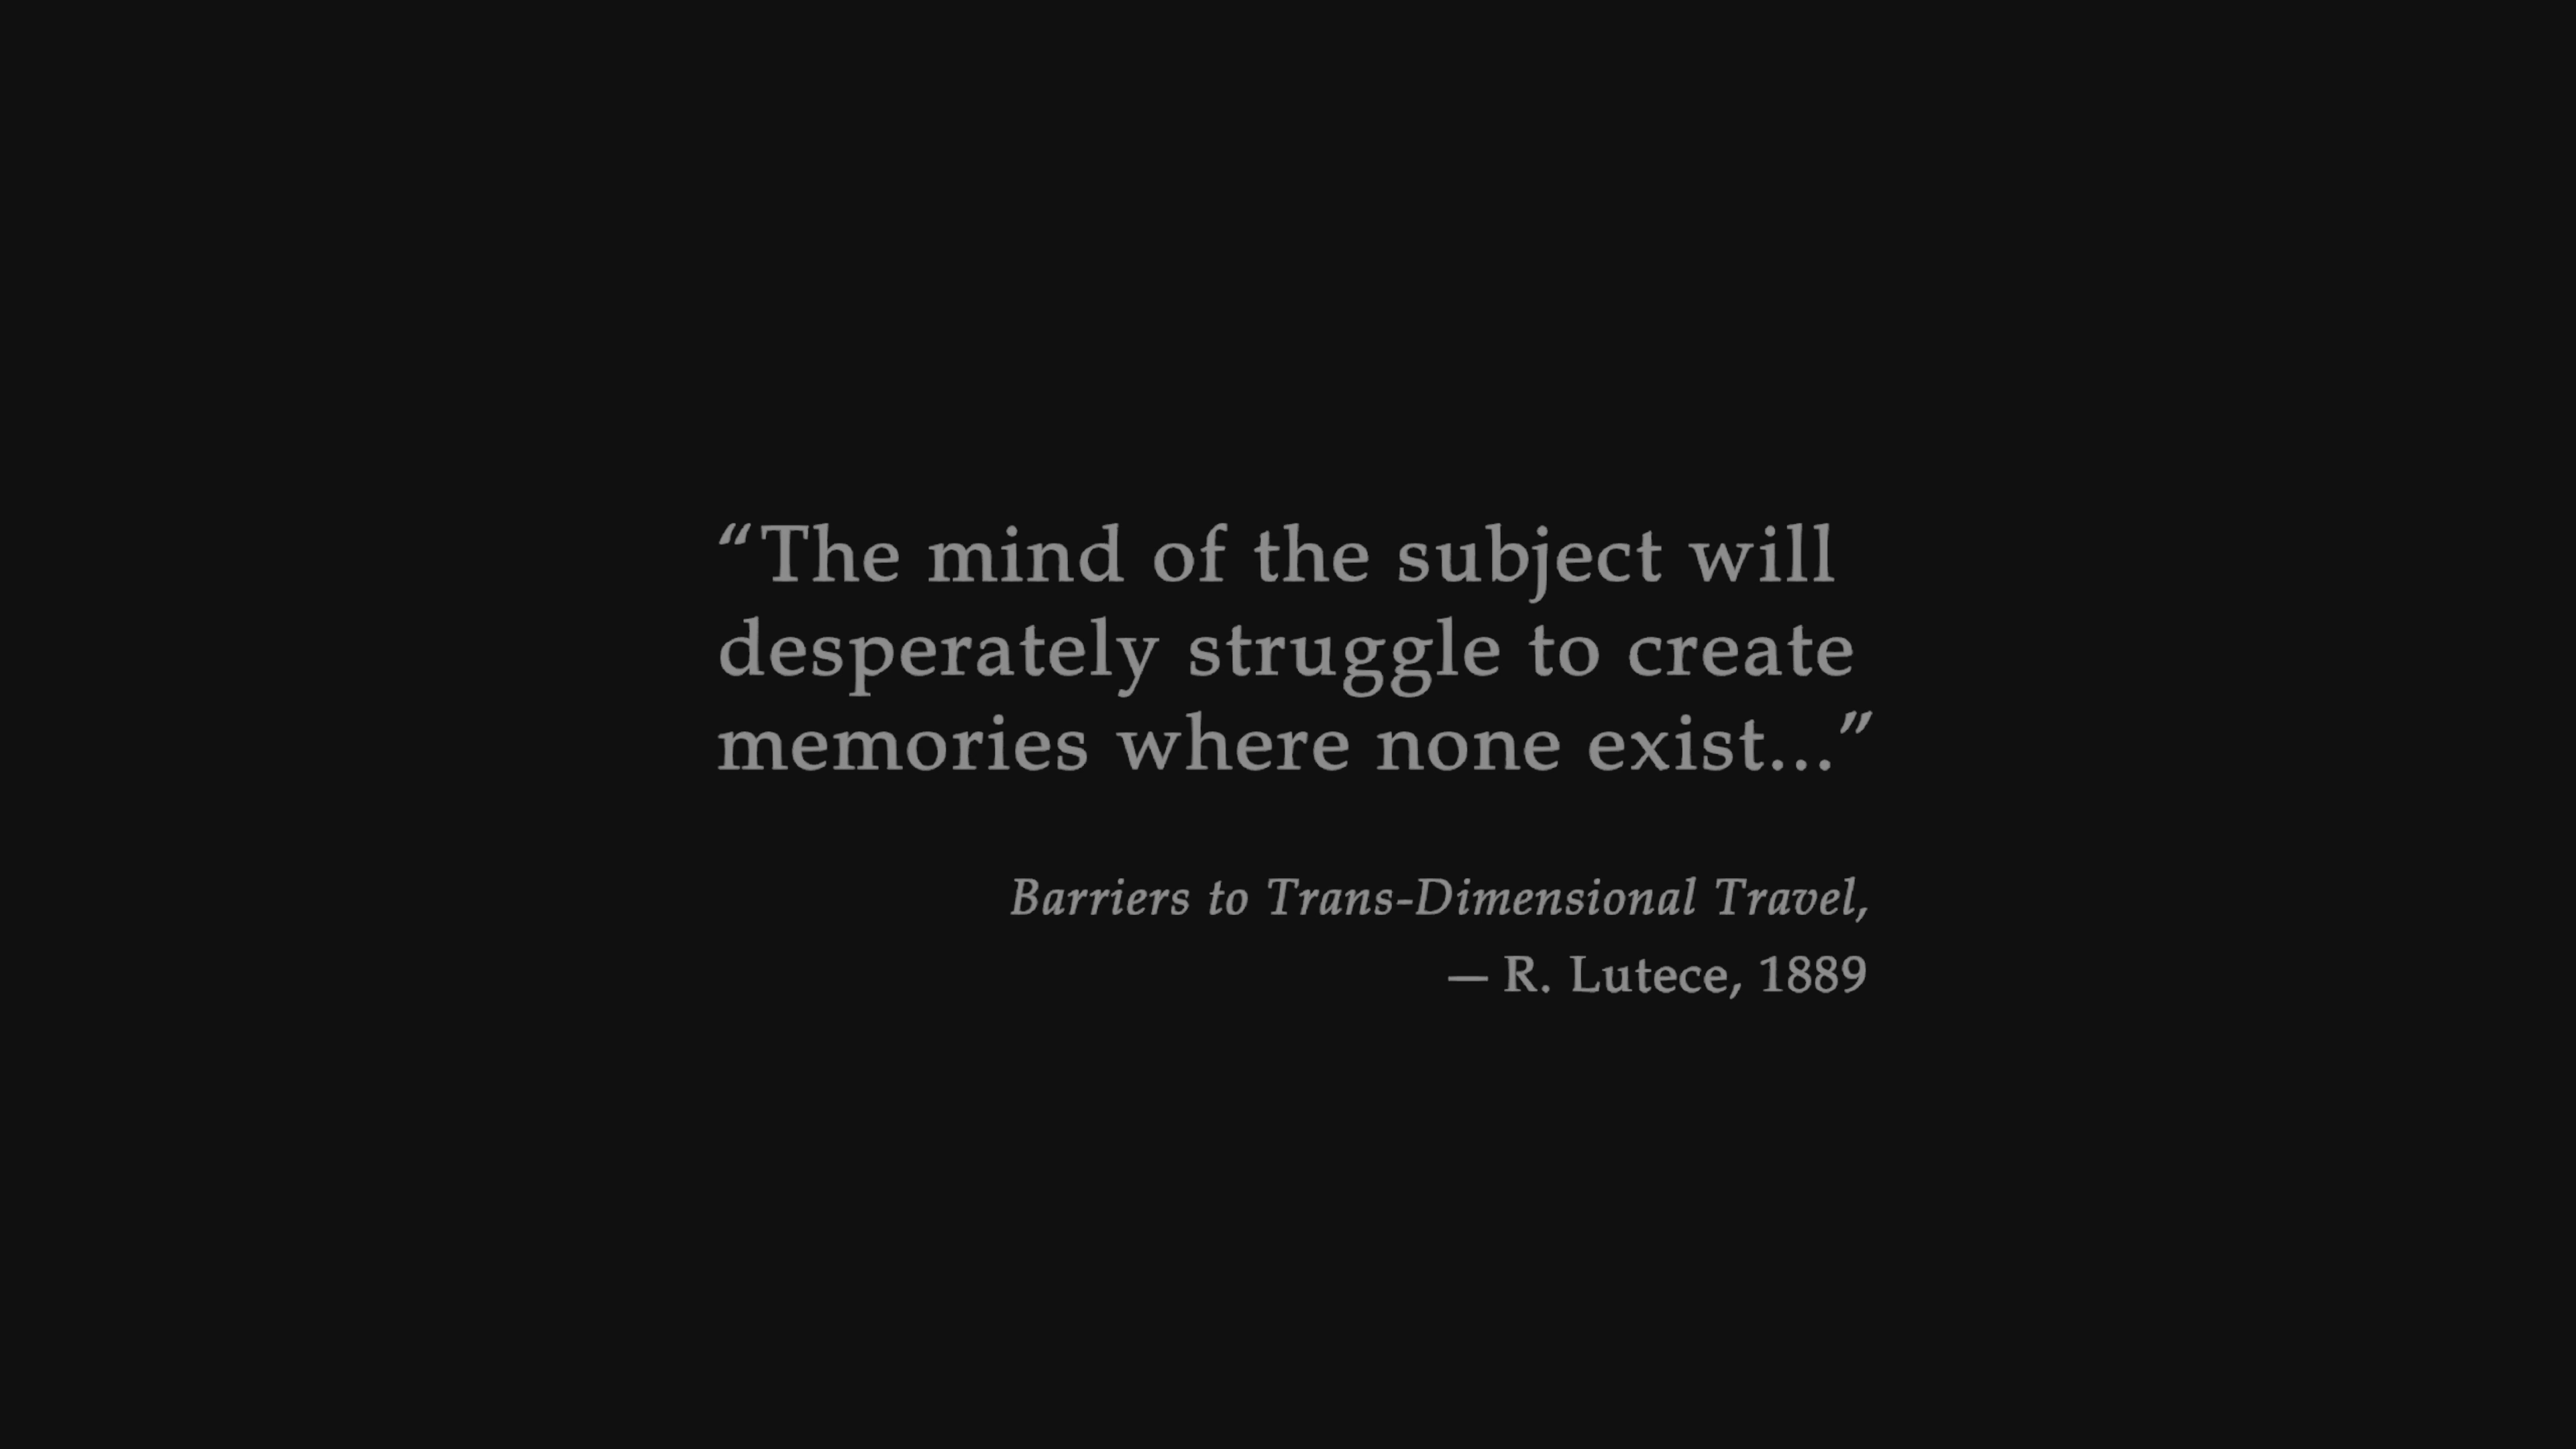 “The mind of the subject will
desperately struggle to create
memories where none exist...”
Barriers to Trans-Dimensional Travel,
— R. Lutece, 1889